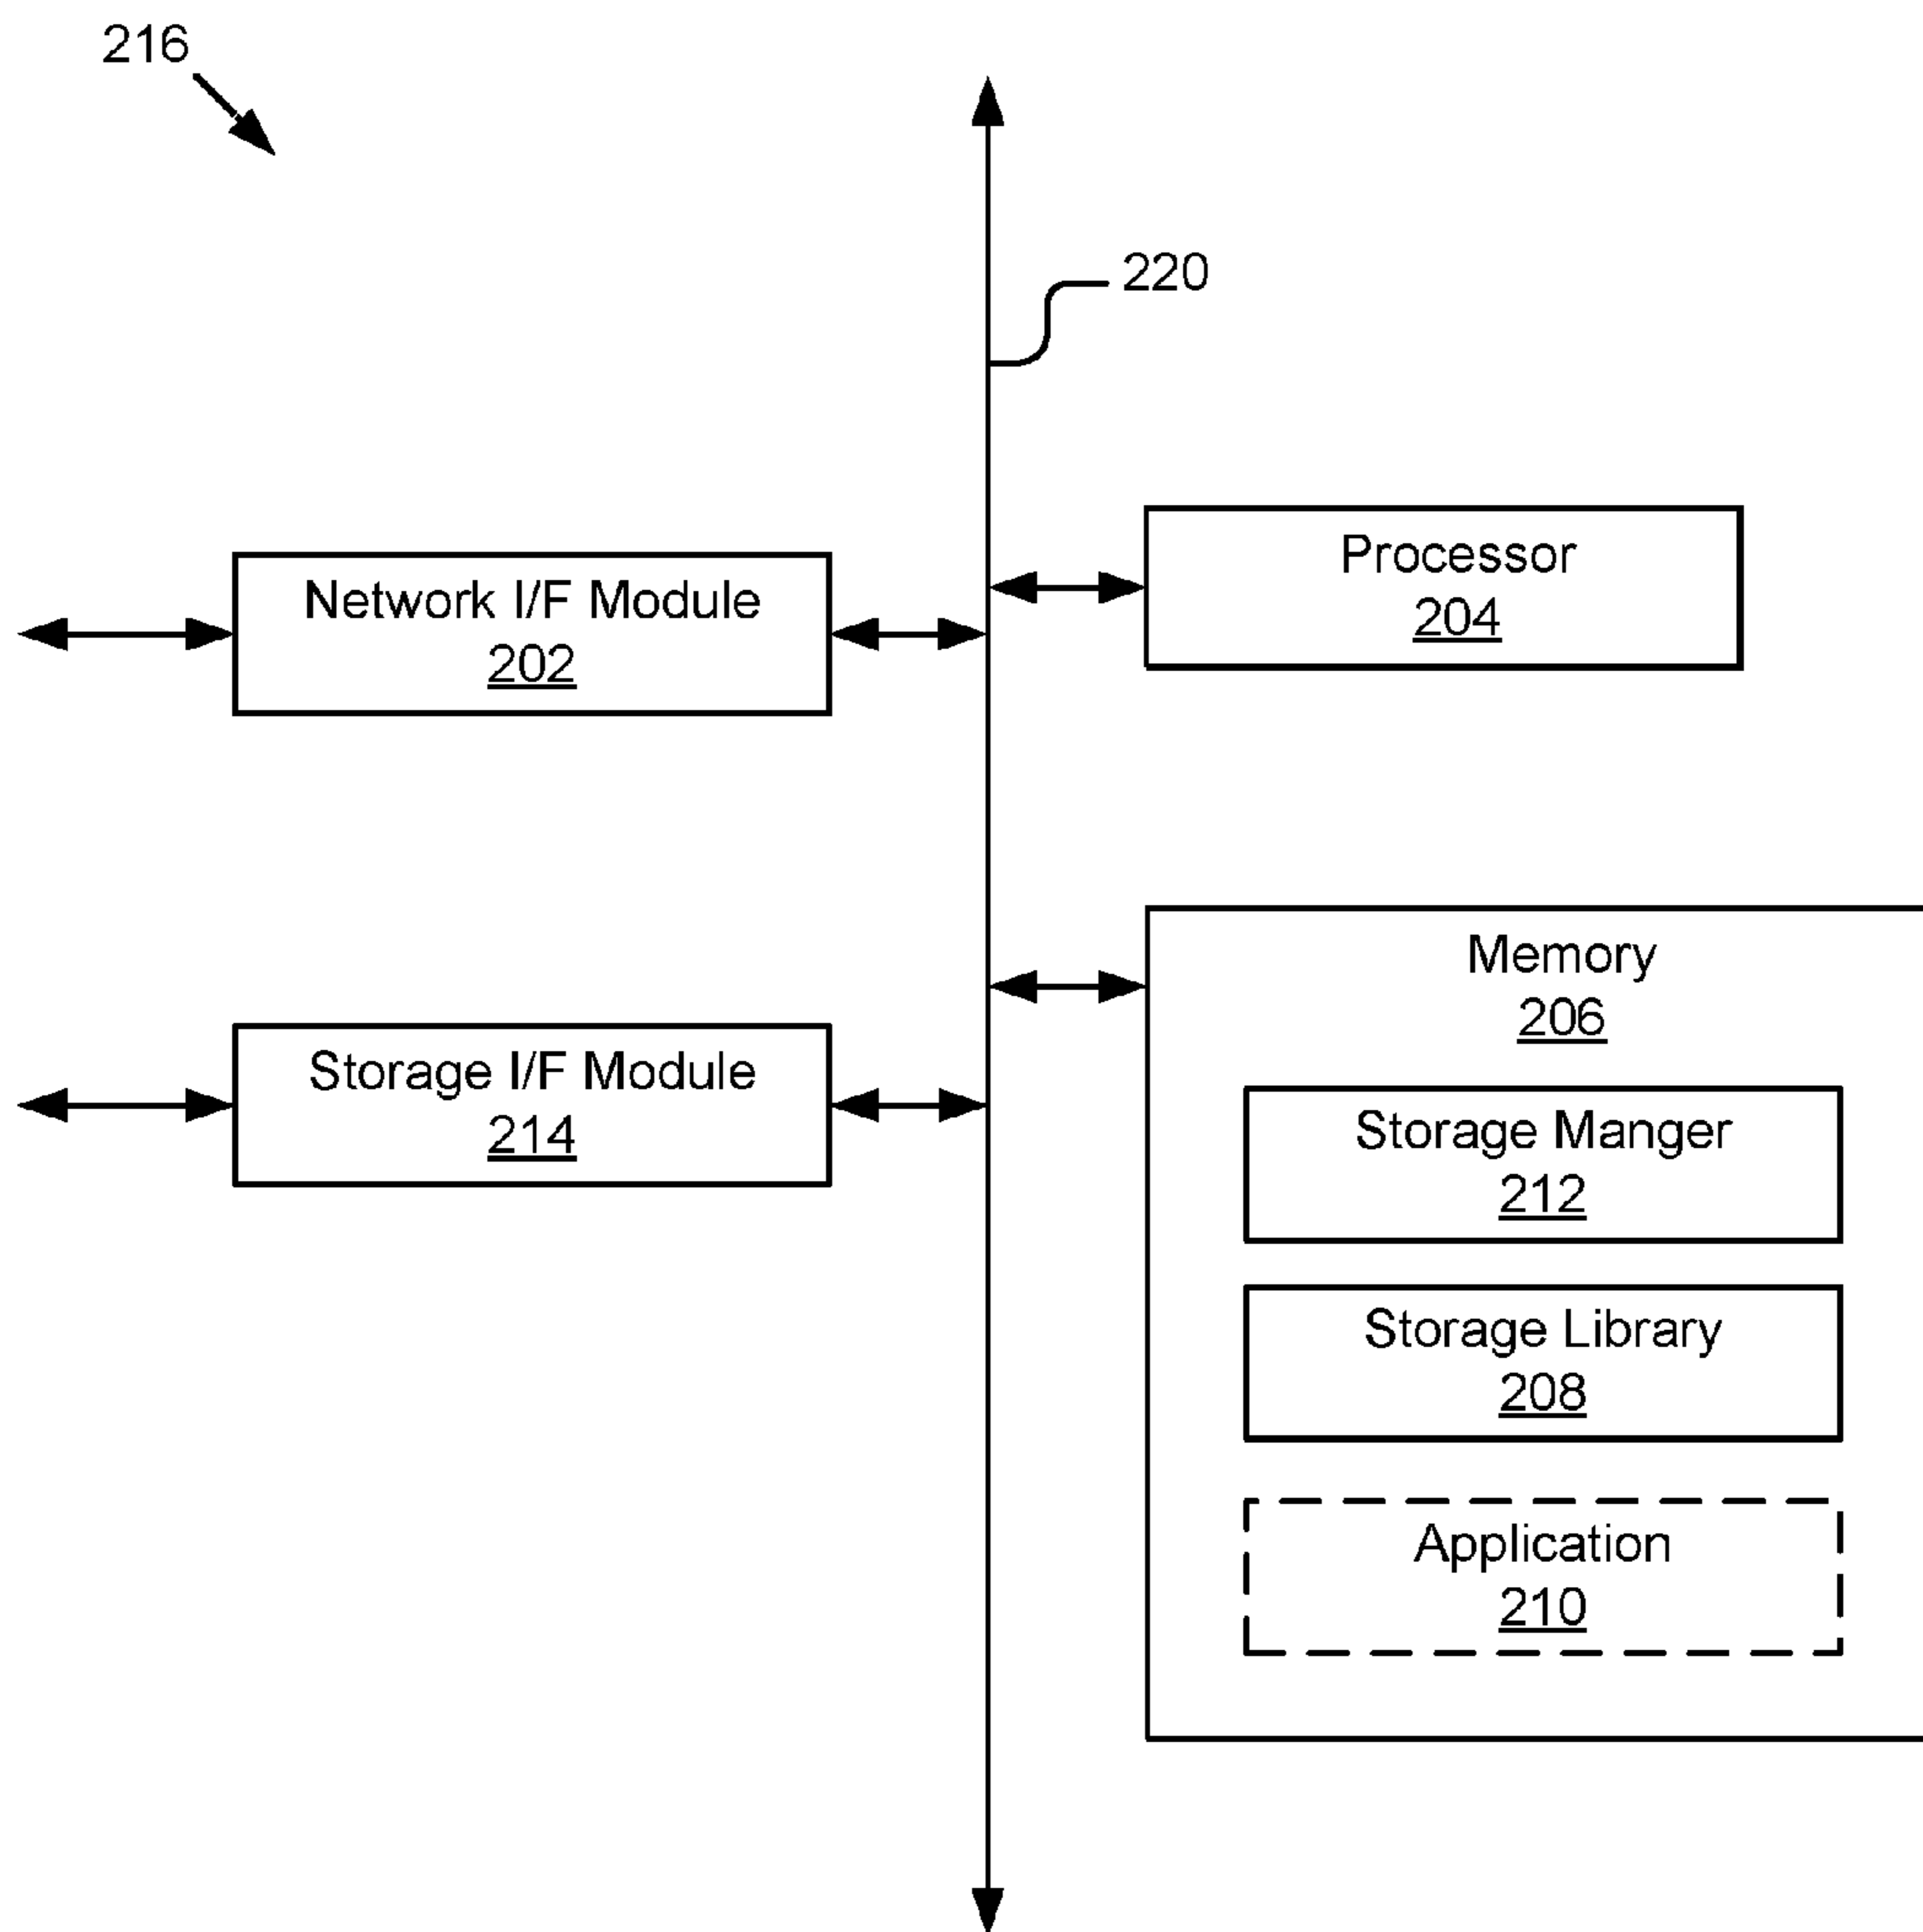 216
220
Processor
204
Network I/F Module
202
Memory
206
Storage I/F Module
214
Storage Manger
212
Storage Library
208
Application
210